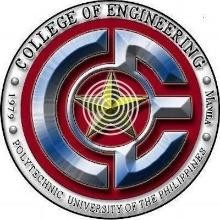 COLLEGE OF ENGINEERING
1979
MANILA
POLYTECHNIC UNIVERSITY OF THE PHILIPPINES